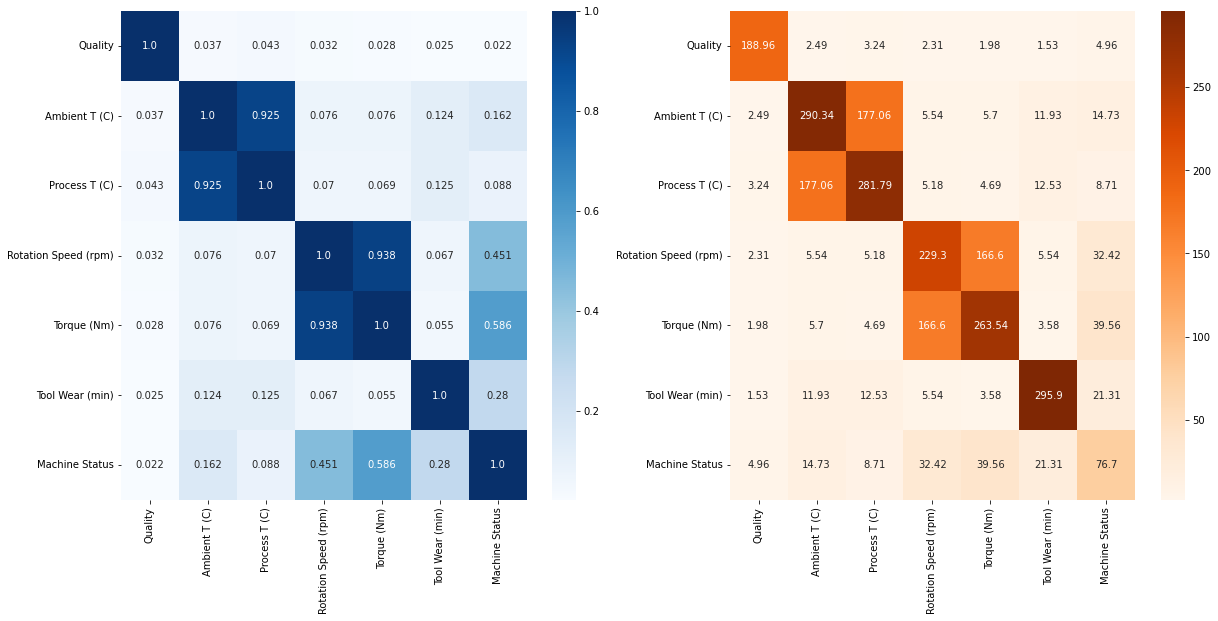 Quality 1.0 0.037 0.043 0.032 0.028 0.025 0.022
Ambient T (C) 0.037 1.0 0.925 0.076 0.076 0.124 0.162
Process T (C) 0.043 0.925 1.0 0.07 0.069 0.125 0.088
Rotation Speed (rpm) 0.032 0.076 0.07 1.0 0.938 0.067 0.451
Torque (Nm) 0.028 0.076 0.069 0.938 1.0 0.055 0.586
Tool Wear (min) 0.025 0.124 0.125 0.067 0.055 1.0 0.28
Machine Status 0.022 0.162 0.088 0.451 0.586 0.28 1.0
Quality Ambient T (C) Process T (C) Rotation Speed (rpm) Torque (Nm) Tool Wear (min) Machine Status
1.0
0.8
0.6
0.4
0.2
Quality 188.96 2.49 3.24 2.31 1.98 1.53 4.96
Ambient T (C) 2.49 290.34 177.06 5.54 5.7 11.93 14.73
Process T (C) 3.24 177.06 281.79 5.18 4.69 12.53 8.71
Rotation Speed (rpm) 2.31 5.54 5.18 229.3 166.6 5.54 32.42
Torque (Nm) 1.98 5.7 4.69 166.6 263.54 3.58 39.56
Tool Wear (min) 1.53 11.93 12.53 5.54 3.58 295.9 21.31
Machine Status 4.96 14.73 8.71 32.42 39.56 21.31 76.7
Quality Ambient T (C) Process T (C) Rotation Speed (rpm) Torque (Nm) Tool Wear (min) Machine Status
250
200
150
100
50